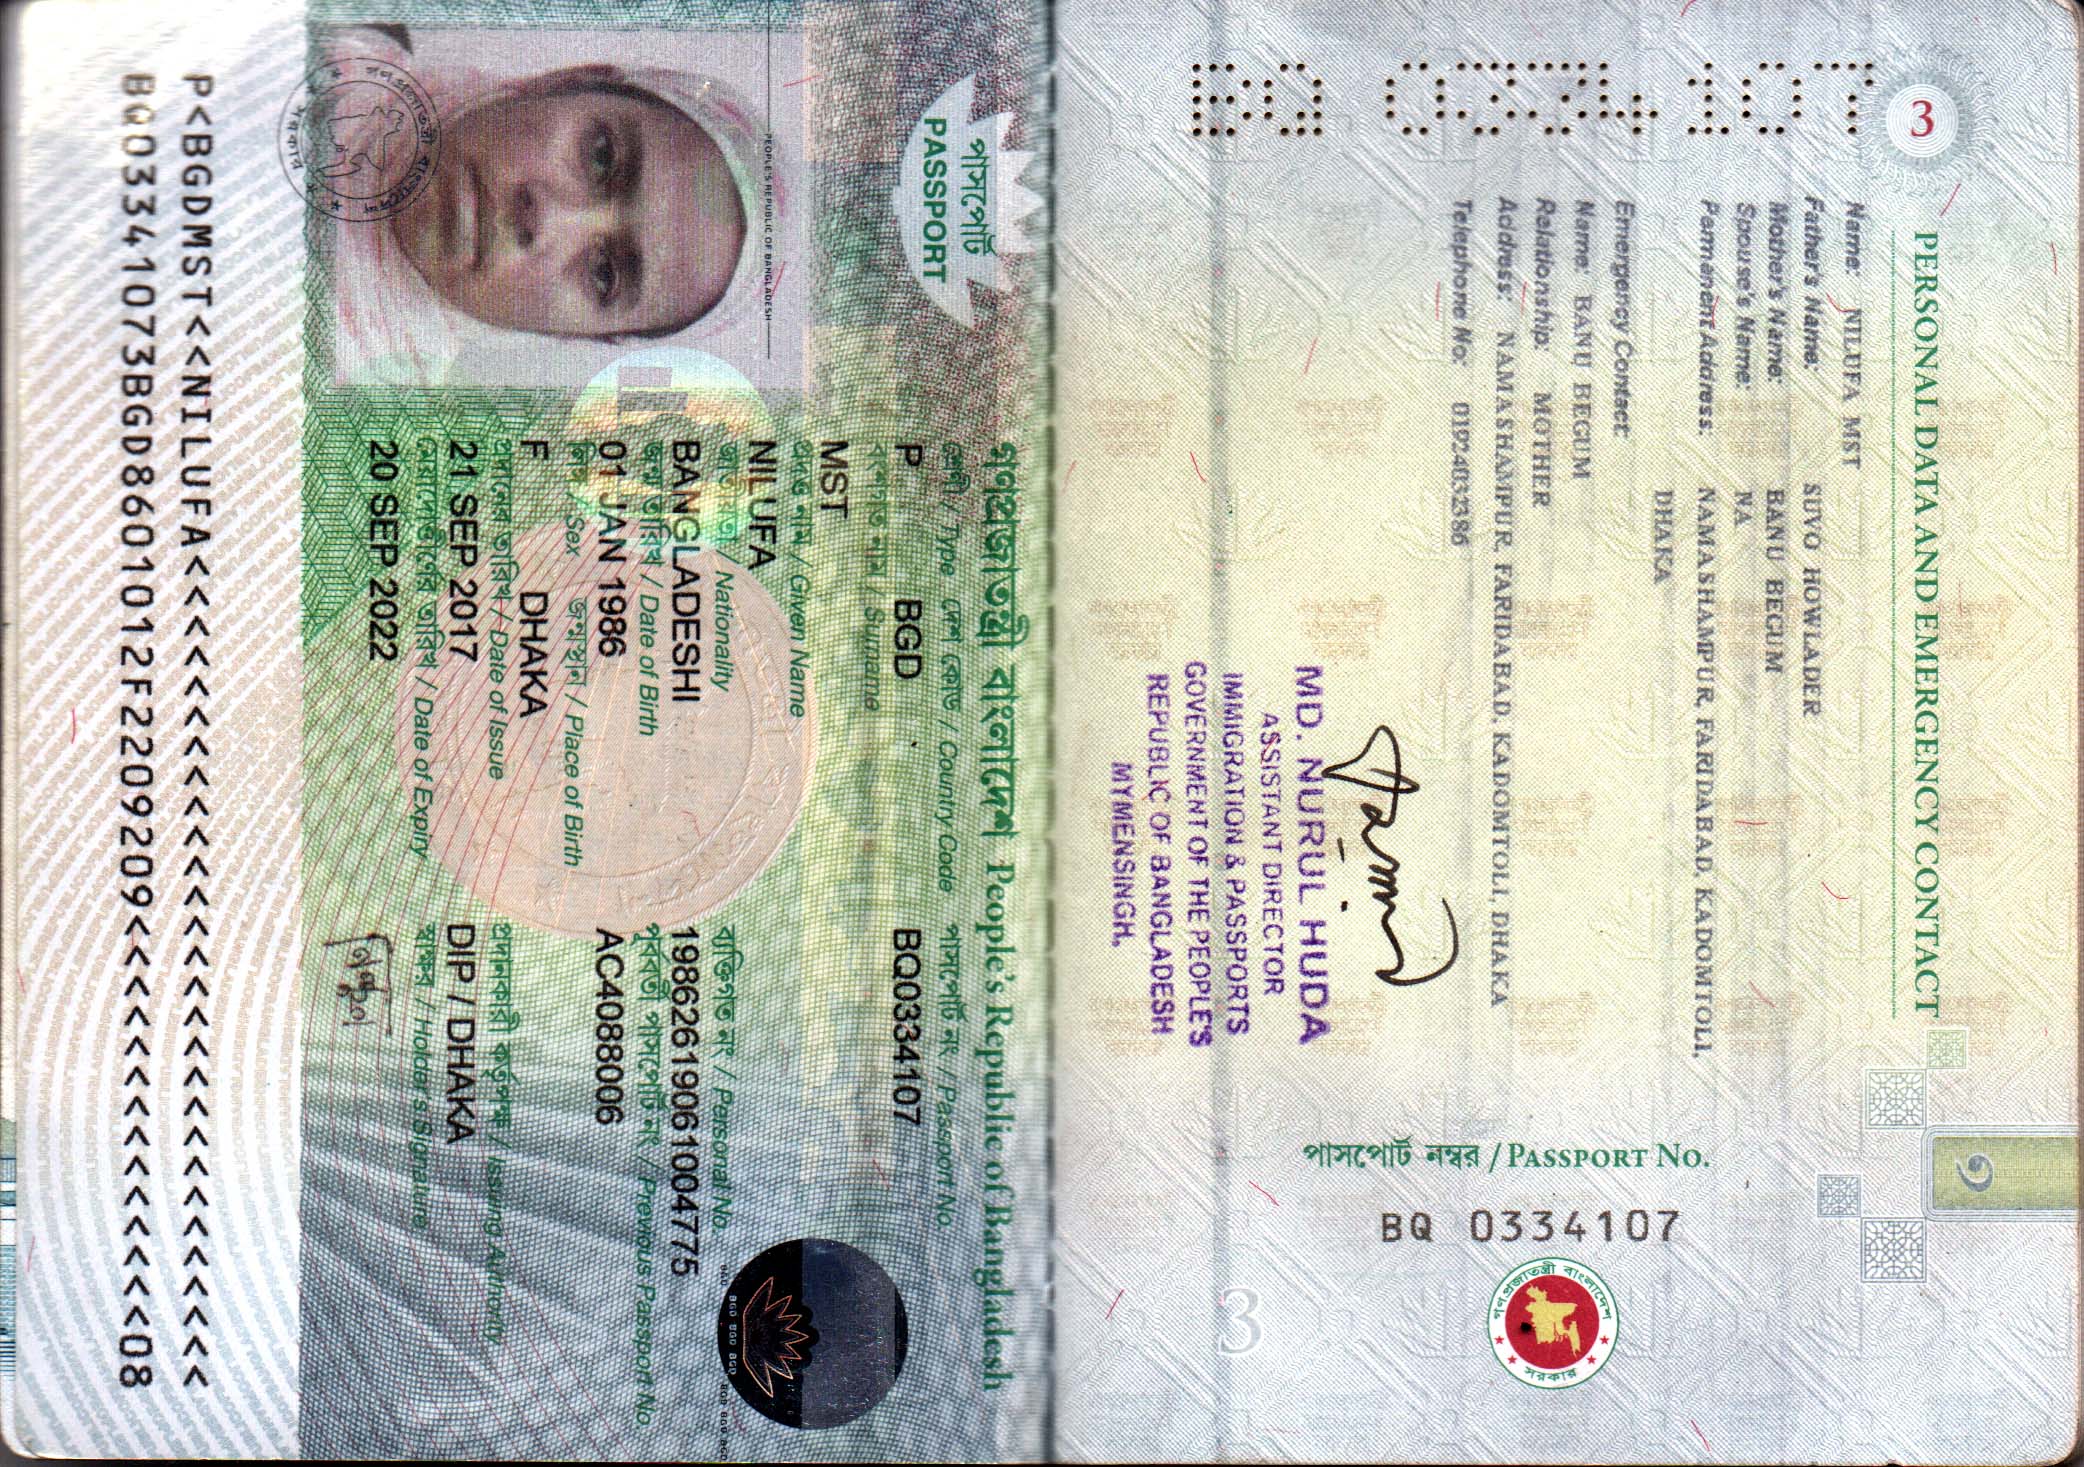 3
PERSONAL DATA AND EMERGENCY CONTACT
Name: NILUFA MST
Father's Name: SUVO HOWLADER
Mother's Name: BANU BEGUM
Spouse's Name: NA
Permanent Address: NAMASHAMPUR, FARIDABAD, KADOMTOLI,
DHAKA
Emergency Contact:
Name: BANU BEGUM
Relationship: MOTHER
Address: NAMASHAMPUR, FARIDABAD, KADOMTOLI, DHAKA
Telephone No: 01924832386
MD. NURUL HUDA
ASSISTANT DIRECTOR
IMMIGRATION & PASSPORTS
GOVERNMENT OF THE PEOPLE'S
REPUBLIC OF BANGLADESH
MYMENSINGH.
BQ 0334107
পাসপোর্ট নম্বর / PASSPORT No.
BQ 0334107
গণপ্রজাতন্ত্রী বাংলাদেশ
সরকার
৩
3
গণপ্রজাতন্ত্রী বাংলাদেশ People's Republic of Bangladesh
পাসপোর্ট
PASSPORT
শ্রেণী / Type দেশ কোড / Country Code পাসপোর্ট নং / Passport No.
P BGD BQ0334107
বংশগত নাম / Surname
MST
প্রদত্ত নাম / Given Name
NILUFA
জাতীয়তা / Nationality ব্যক্তিগত নং / Personal No.
BANGLADESHI 19862619061004775
জন্ম তারিখ / Date of Birth পূর্ববর্তী পাসপোর্ট নং / Previous Passport No.
01 JAN 1986 AC4088006
লিঙ্গ / Sex জন্মস্থান / Place of Birth
F DHAKA
প্রদানের তারিখ / Date of Issue প্রদানকারী কর্তৃপক্ষ / Issuing Authority
21 SEP 2017 DIP / DHAKA
মেয়াদোত্তীর্ণের তারিখ / Date of Expiry স্বাক্ষর / Holder's Signature
20 SEP 2022
PEOPLE'S REPUBLIC OF BANGLADESH
গণপ্রজাতন্ত্রী বাংলাদেশ
সরকার
P<BGDMST<<NILUFA<<<<<<<<<<<<<<<<<<<<<<<<<<<<
BQ03341073BGD8601012F2209209<<<<<<<<<<<<<<08